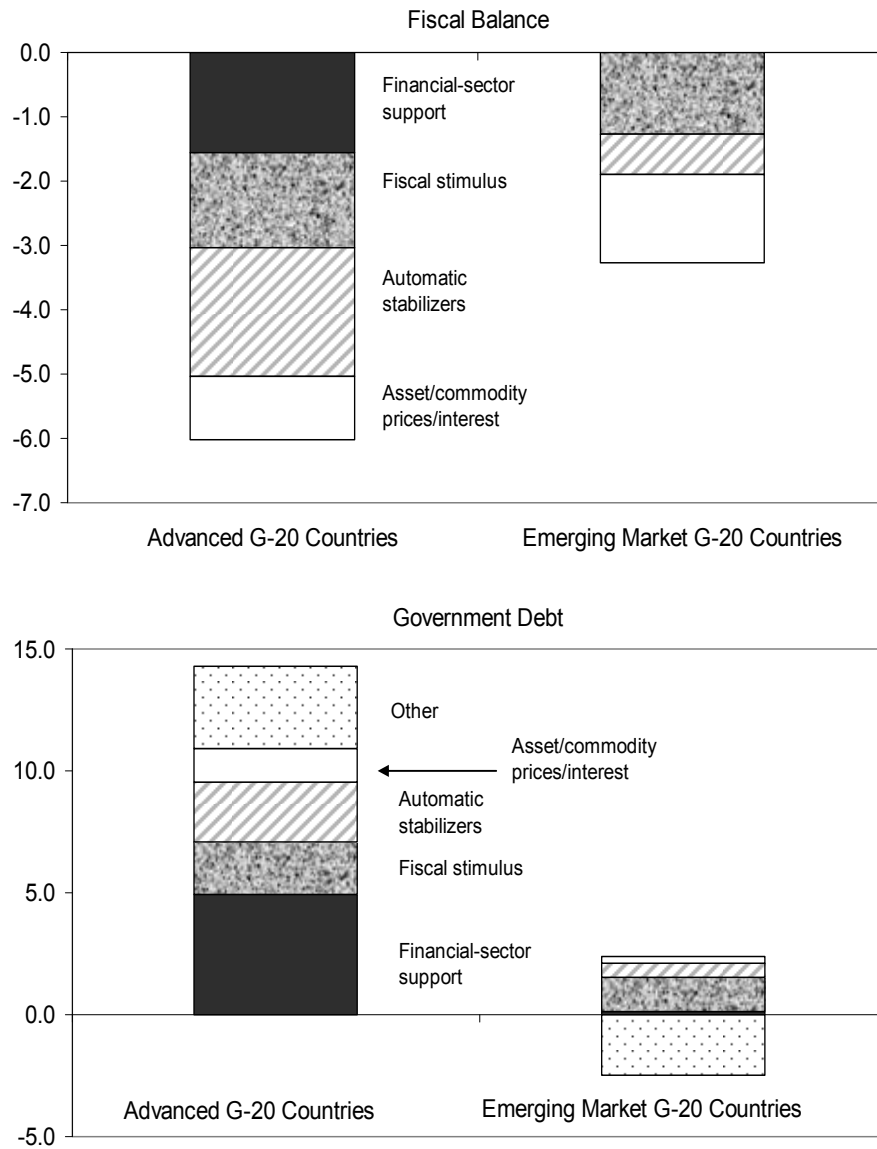 Fiscal Balance
0.0
-1.0
-2.0
-3.0
-4.0
-5.0
-6.0
-7.0
Financial-sector
support
Fiscal stimulus
Automatic
stabilizers
Asset/commodity
prices/interest
Advanced G-20 Countries
Emerging Market G-20 Countries
Government Debt
15.0
10.0
5.0
0.0
-5.0
Other
Asset/commodity
prices/interest
Automatic
stabilizers
Fiscal stimulus
Financial-sector
support
Advanced G-20 Countries
Emerging Market G-20 Countries